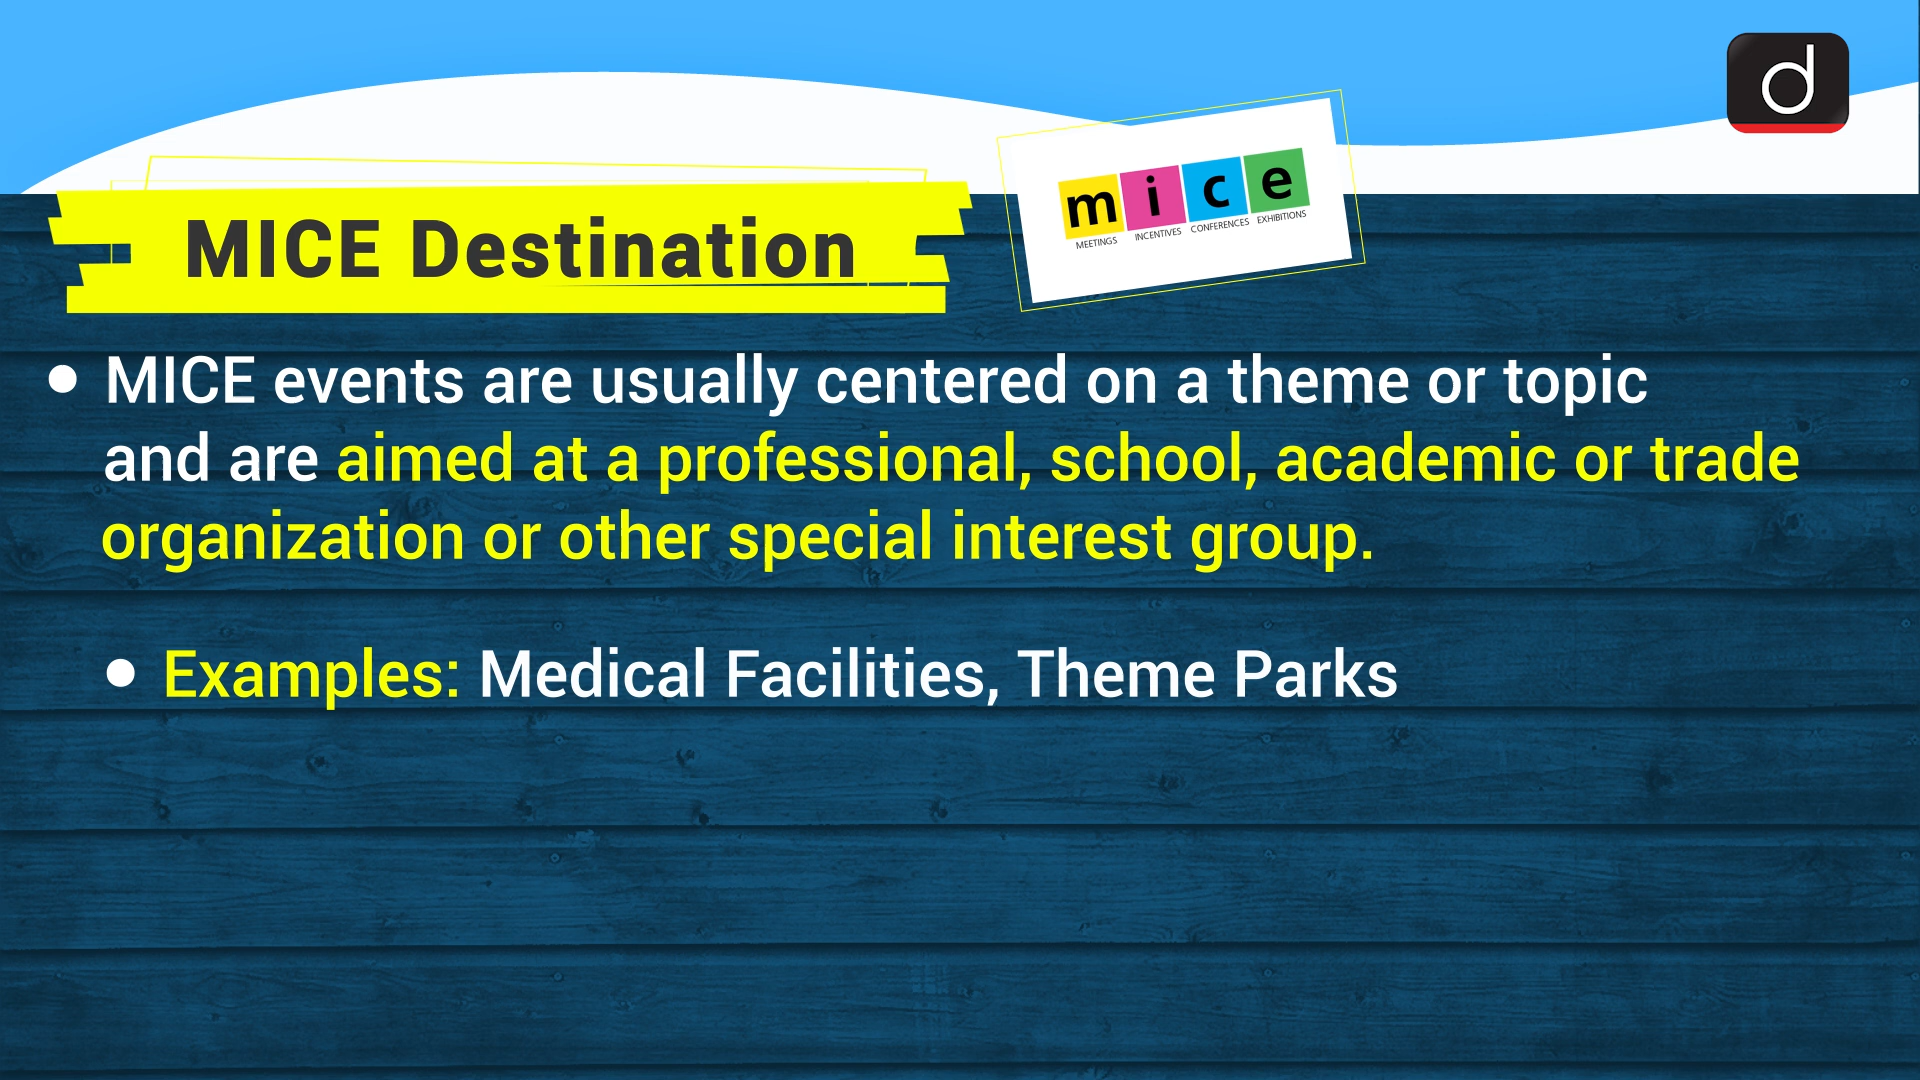 d
m i c e
MEETINGS INCENTIVES CONFERENCES EXHIBITIONS
MICE Destination
• MICE events are usually centered on a theme or topic
and are aimed at a professional, school, academic or trade
organization or other special interest group.
• Examples: Medical Facilities, Theme Parks